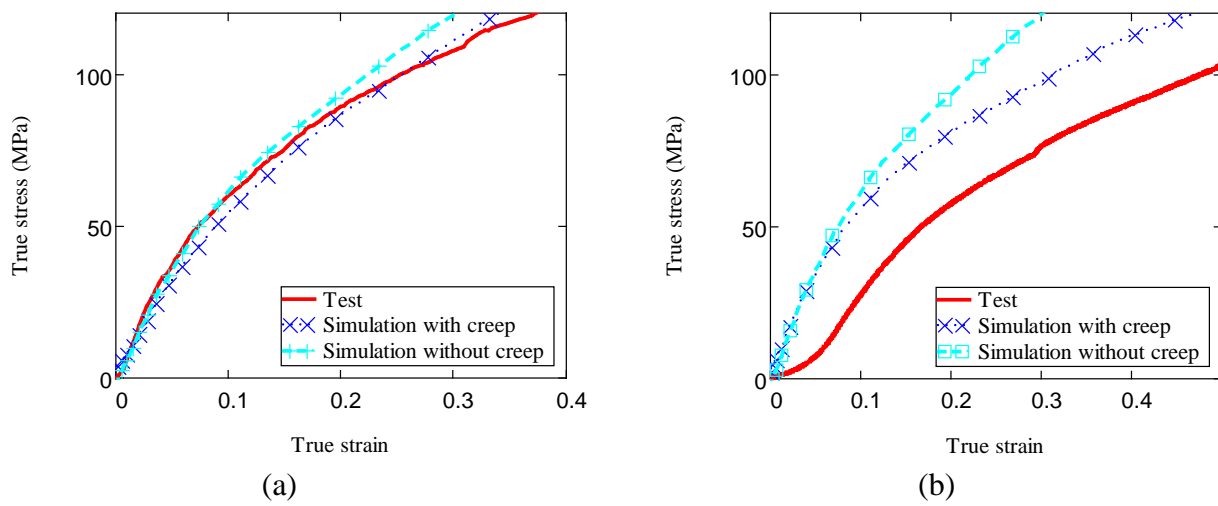 True stress (MPa)
100
50
0
0 0.1 0.2 0.3 0.4
True strain
Test
Simulation with creep
Simulation without creep
(a)
True stress (MPa)
100
50
0
0 0.1 0.2 0.3 0.4
True strain
Test
Simulation with creep
Simulation without creep
(b)